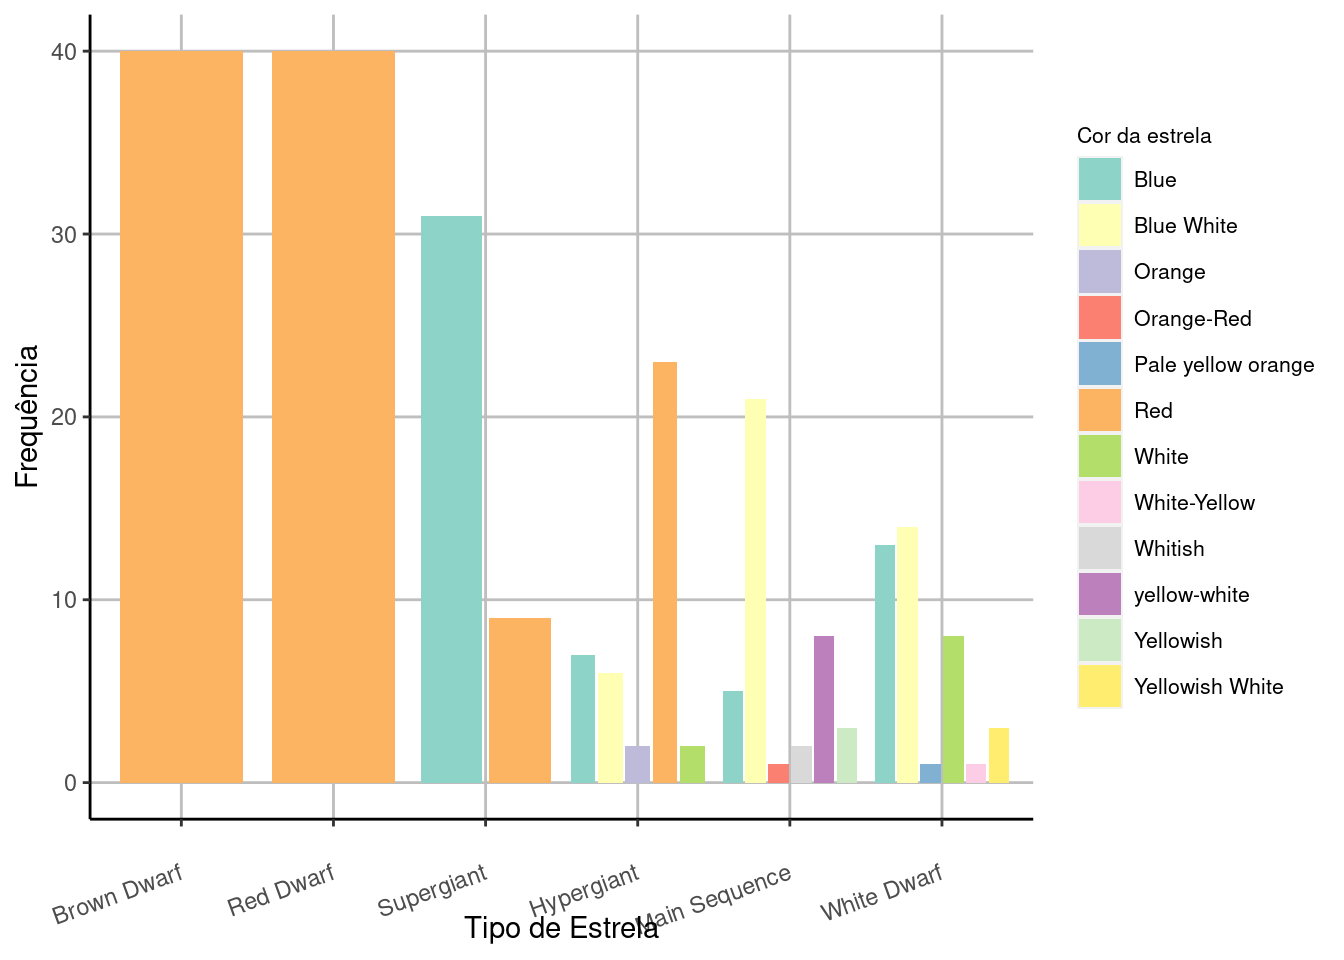 40
30
20
10
0
Frequência
Brown Dwarf
Red Dwarf
Supergiant
Hypergiant
Main Sequence
White Dwarf
Tipo de Estrela
Cor da estrela
Blue
Blue White
Orange
Orange-Red
Pale yellow orange
Red
White
White-Yellow
Whitish
yellow-white
Yellowish
Yellowish White